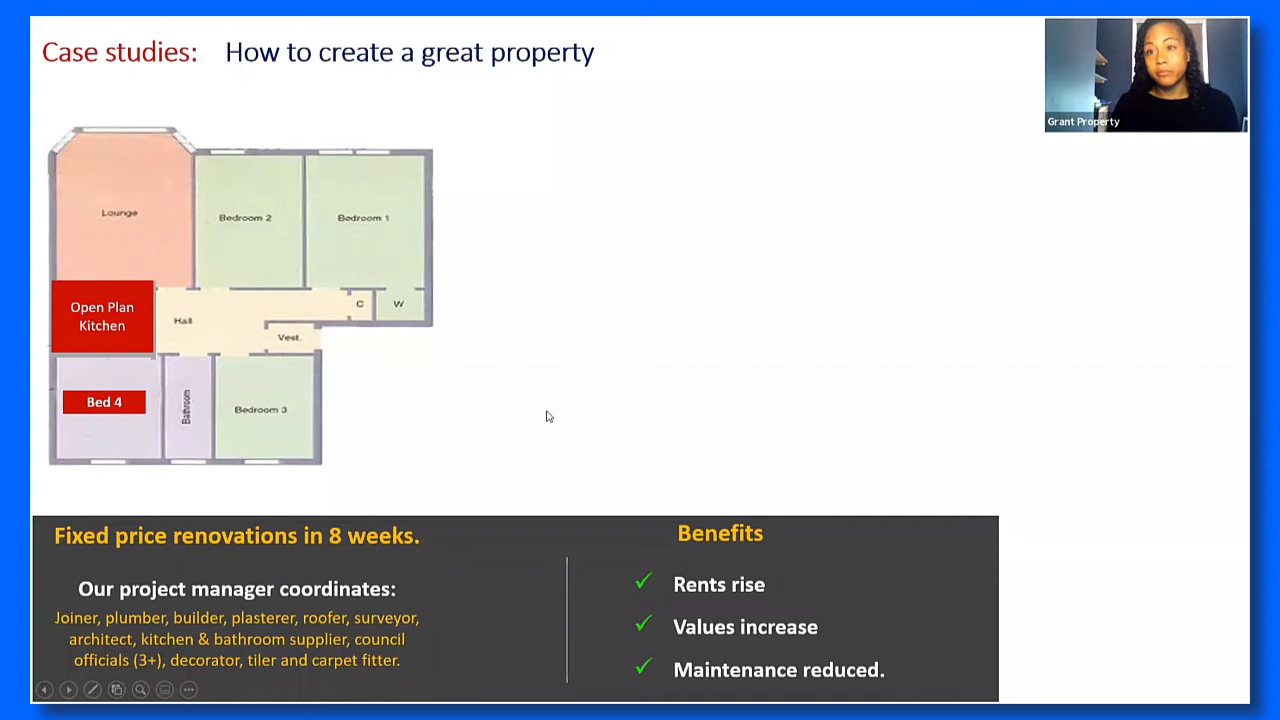 Case studies: How to create a great property
Grant Property
Lounge
Bedroom 2
Bedroom 1
Open Plan
Kitchen
Hall
C
W
Vest.
Bed 4
Bathroom
Bedroom 3
Fixed price renovations in 8 weeks.
Our project manager coordinates:
Joiner, plumber, builder, plasterer, roofer, surveyor,
architect, kitchen & bathroom supplier, council
officials (3+), decorator, tiler and carpet fitter.
Benefits
✓ Rents rise
✓ Values increase
✓ Maintenance reduced.